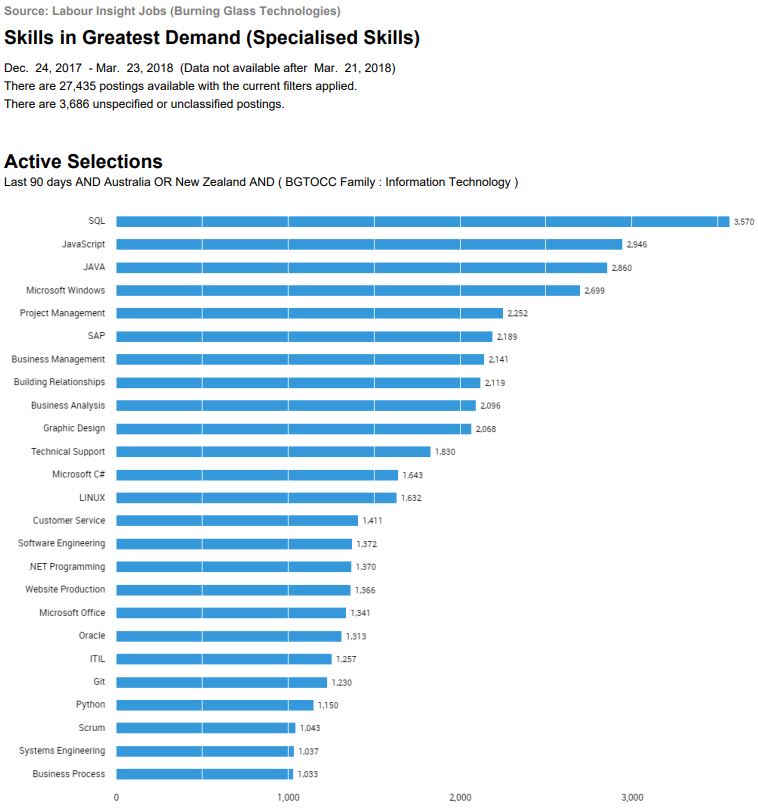 Source: Labour Insight Jobs (Burning Glass Technologies)
Skills in Greatest Demand (Specialised Skills)
Dec. 24, 2017 - Mar. 23, 2018 (Data not available after Mar. 21, 2018)
There are 27,435 postings available with the current filters applied.
There are 3,686 unspecified or unclassified postings.
Active Selections
Last 90 days AND Australia OR New Zealand AND ( BGTOCC Family : Information Technology )
SQL 3,570
JavaScript 2,946
JAVA 2,860
Microsoft Windows 2,699
Project Management 2,252
SAP 2,189
Business Management 2,141
Building Relationships 2,119
Business Analysis 2,096
Graphic Design 2,068
Technical Support 1,830
Microsoft C# 1,643
LINUX 1,632
Customer Service 1,411
Software Engineering 1,372
.NET Programming 1,370
Website Production 1,366
Microsoft Office 1,341
Oracle 1,313
ITIL 1,257
Git 1,230
Python 1,150
Scrum 1,043
Systems Engineering 1,037
Business Process 1,033
0 1,000 2,000 3,000